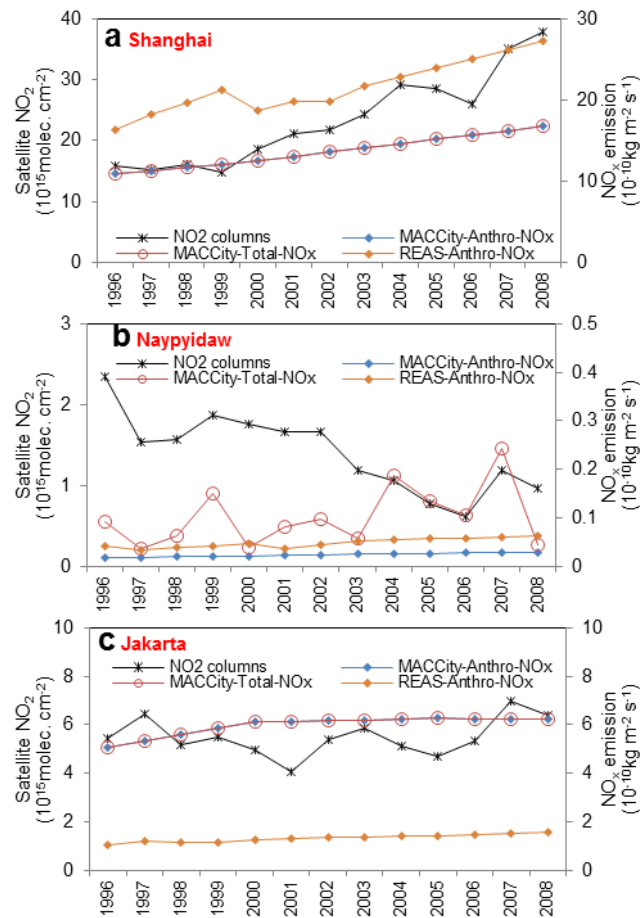 a Shanghai
Satellite NO2
(10^15molec. cm-2)
40
30
20
10
0
NOx emission
(10^-10kg m-2 s-1)
30
20
10
0
NO2 columns
MACCity-Anthro-NOx
MACCity-Total-NOx
REAS-Anthro-NOx
1996
1997
1998
1999
2000
2001
2002
2003
2004
2005
2006
2007
2008
b Naypyidaw
Satellite NO2
(10^15molec. cm-2)
3
2
1
0
NOx emission
(10^-10kg m-2 s-1)
0.5
0.4
0.3
0.2
0.1
0
NO2 columns
MACCity-Anthro-NOx
MACCity-Total-NOx
REAS-Anthro-NOx
1996
1997
1998
1999
2000
2001
2002
2003
2004
2005
2006
2007
2008
c Jakarta
Satellite NO2
(10^15molec. cm-2)
10
8
6
4
2
0
NOx emission
(10^-10kg m-2 s-1)
10
8
6
4
2
0
NO2 columns
MACCity-Anthro-NOx
MACCity-Total-NOx
REAS-Anthro-NOx
1996
1997
1998
1999
2000
2001
2002
2003
2004
2005
2006
2007
2008